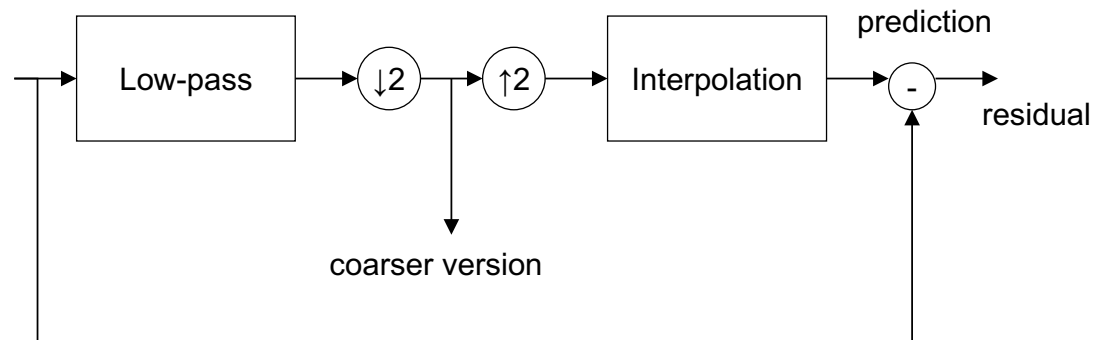 prediction
Low-pass
↓2
↑2
Interpolation
-
residual
coarser version